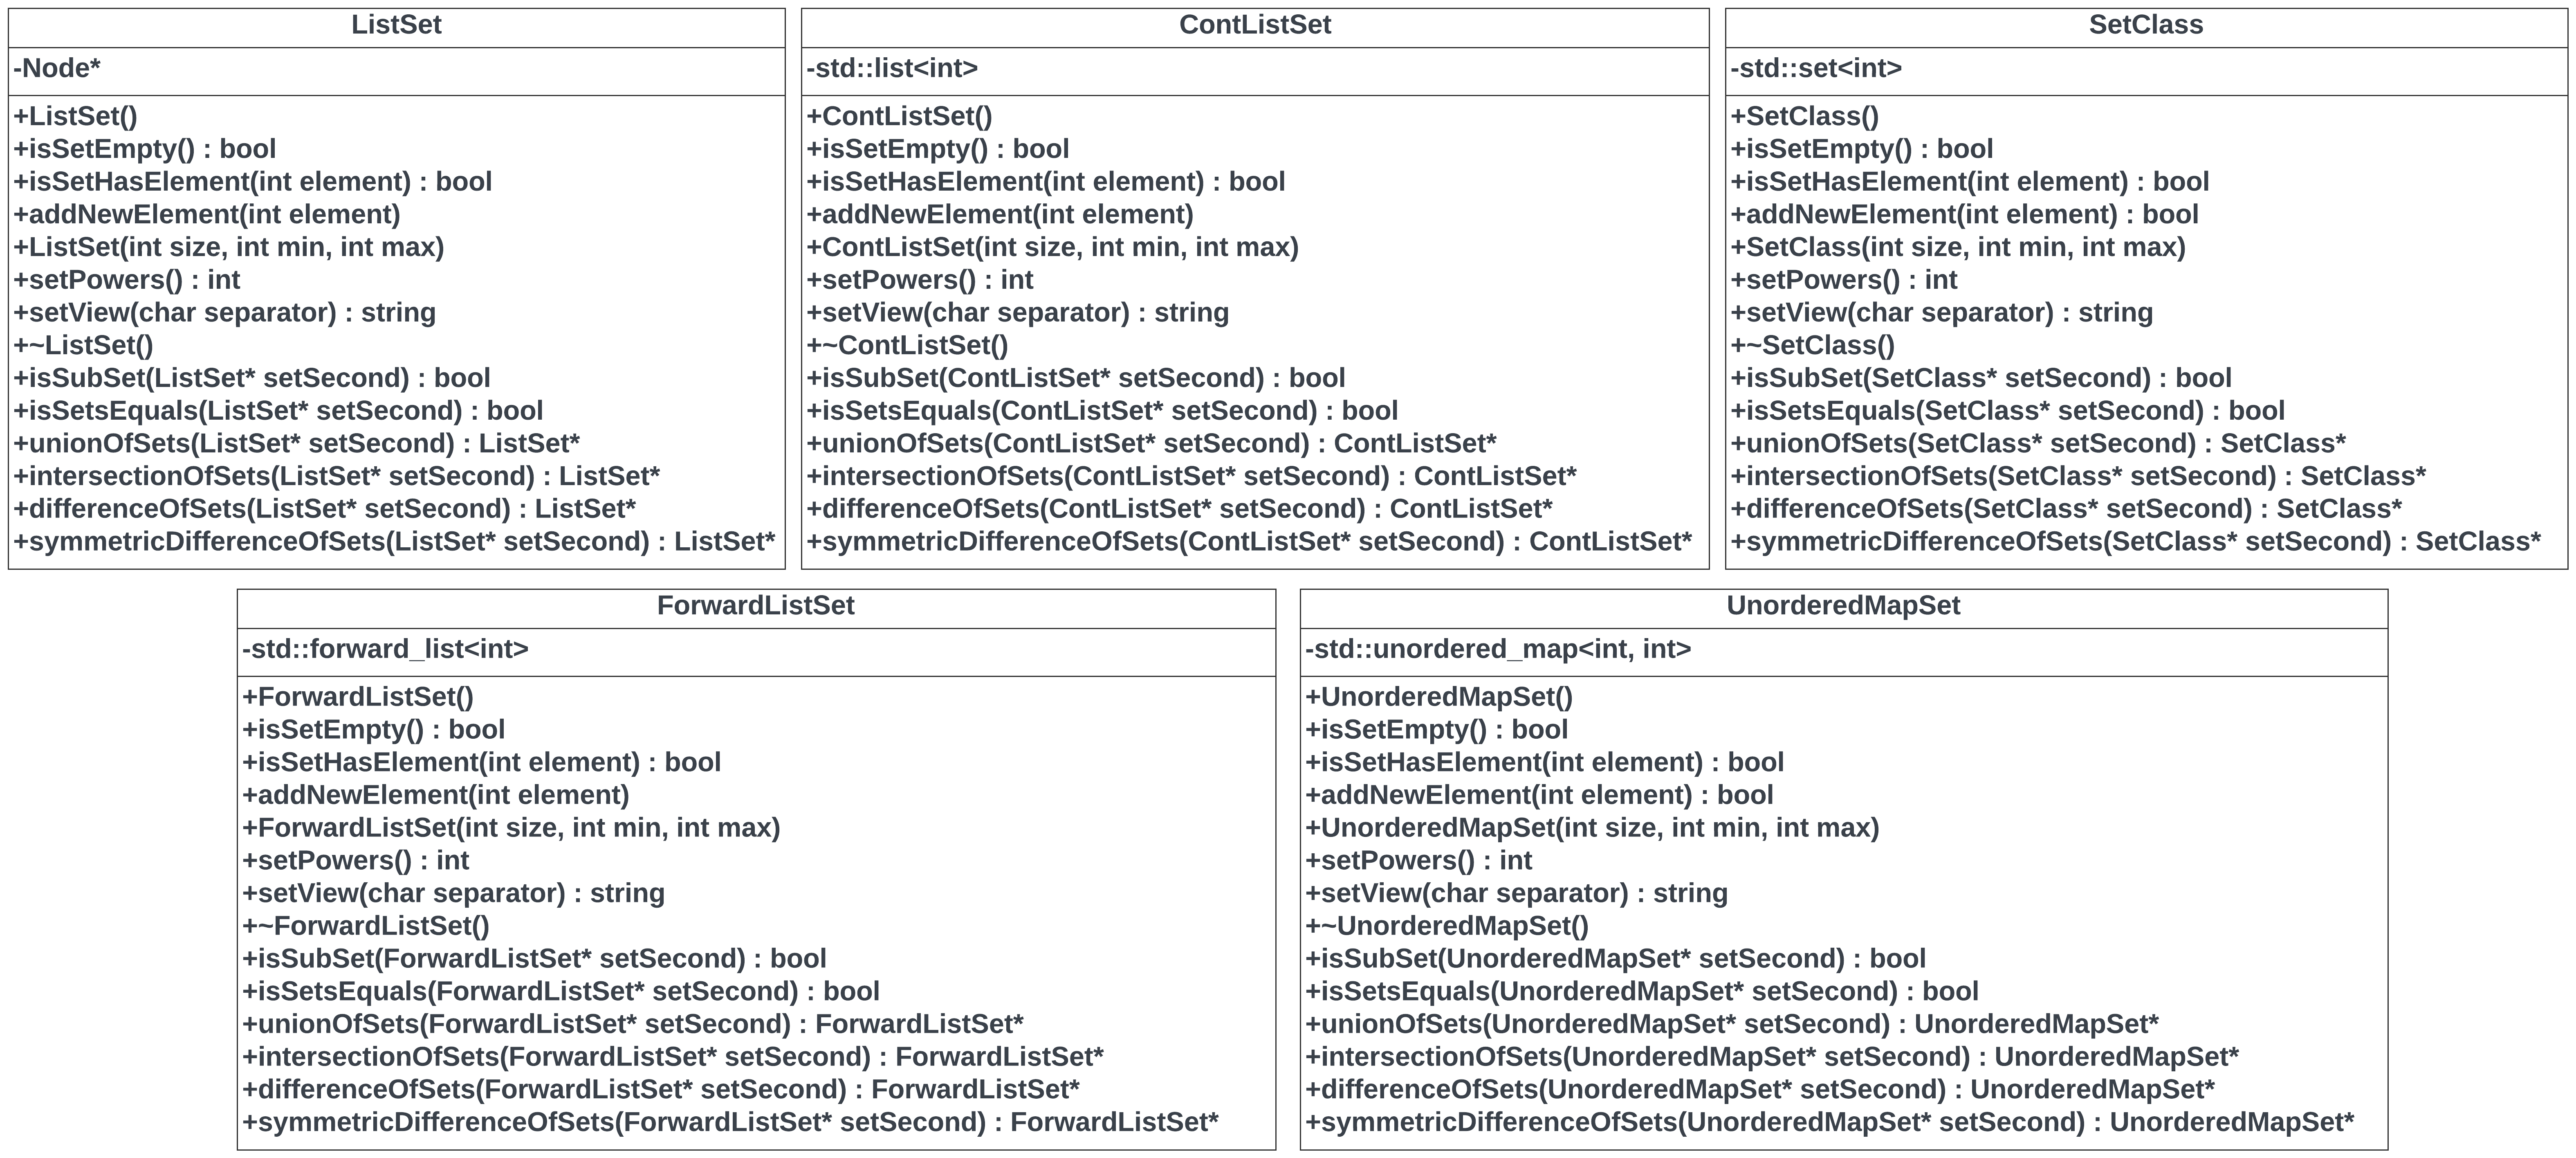 ListSet
-Node*
+ListSet()
+isSetEmpty() : bool
+isSetHasElement(int element) : bool
+addNewElement(int element)
+ListSet(int size, int min, int max)
+setPowers() : int
+setView(char separator) : string
+~ListSet()
+isSubSet(ListSet* setSecond) : bool
+isSetsEquals(ListSet* setSecond) : bool
+unionOfSets(ListSet* setSecond) : ListSet*
+intersectionOfSets(ListSet* setSecond) : ListSet*
+differenceOfSets(ListSet* setSecond) : ListSet*
+symmetricDifferenceOfSets(ListSet* setSecond) : ListSet*
ContListSet
-std::list<int>
+ContListSet()
+isSetEmpty() : bool
+isSetHasElement(int element) : bool
+addNewElement(int element)
+ContListSet(int size, int min, int max)
+setPowers() : int
+setView(char separator) : string
+~ContListSet()
+isSubSet(ContListSet* setSecond) : bool
+isSetsEquals(ContListSet* setSecond) : bool
+unionOfSets(ContListSet* setSecond) : ContListSet*
+intersectionOfSets(ContListSet* setSecond) : ContListSet*
+differenceOfSets(ContListSet* setSecond) : ContListSet*
+symmetricDifferenceOfSets(ContListSet* setSecond) : ContListSet*
SetClass
-std::set<int>
+SetClass()
+isSetEmpty() : bool
+isSetHasElement(int element) : bool
+addNewElement(int element) : bool
+SetClass(int size, int min, int max)
+setPowers() : int
+setView(char separator) : string
+~SetClass()
+isSubSet(SetClass* setSecond) : bool
+isSetsEquals(SetClass* setSecond) : bool
+unionOfSets(SetClass* setSecond) : SetClass*
+intersectionOfSets(SetClass* setSecond) : SetClass*
+differenceOfSets(SetClass* setSecond) : SetClass*
+symmetricDifferenceOfSets(SetClass* setSecond) : SetClass*
ForwardListSet
-std::forward_list<int>
+ForwardListSet()
+isSetEmpty() : bool
+isSetHasElement(int element) : bool
+addNewElement(int element)
+ForwardListSet(int size, int min, int max)
+setPowers() : int
+setView(char separator) : string
+~ForwardListSet()
+isSubSet(ForwardListSet* setSecond) : bool
+isSetsEquals(ForwardListSet* setSecond) : bool
+unionOfSets(ForwardListSet* setSecond) : ForwardListSet*
+intersectionOfSets(ForwardListSet* setSecond) : ForwardListSet*
+differenceOfSets(ForwardListSet* setSecond) : ForwardListSet*
+symmetricDifferenceOfSets(ForwardListSet* setSecond) : ForwardListSet*
UnorderedMapSet
-std::unordered_map<int, int>
+UnorderedMapSet()
+isSetEmpty() : bool
+isSetHasElement(int element) : bool
+addNewElement(int element) : bool
+UnorderedMapSet(int size, int min, int max)
+setPowers() : int
+setView(char separator) : string
+~UnorderedMapSet()
+isSubSet(UnorderedMapSet* setSecond) : bool
+isSetsEquals(UnorderedMapSet* setSecond) : bool
+unionOfSets(UnorderedMapSet* setSecond) : UnorderedMapSet*
+intersectionOfSets(UnorderedMapSet* setSecond) : UnorderedMapSet*
+differenceOfSets(UnorderedMapSet* setSecond) : UnorderedMapSet*
+symmetricDifferenceOfSets(UnorderedMapSet* setSecond) : UnorderedMapSet*